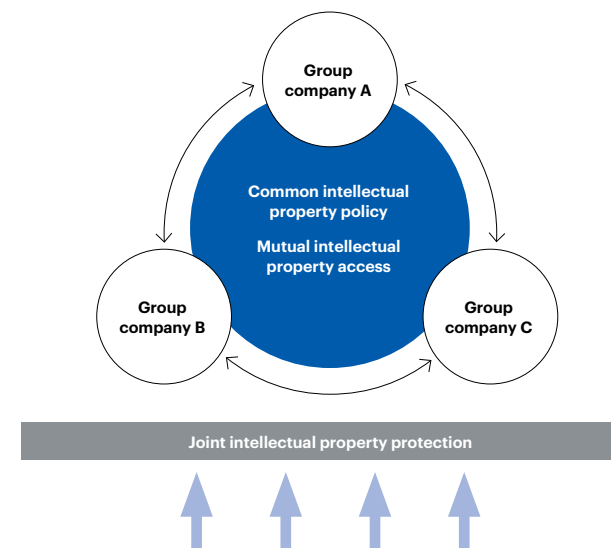 Group
company A
Common intellectual
property policy
Mutual intellectual
property access
Group
company B
Group
company C
Joint intellectual property protection